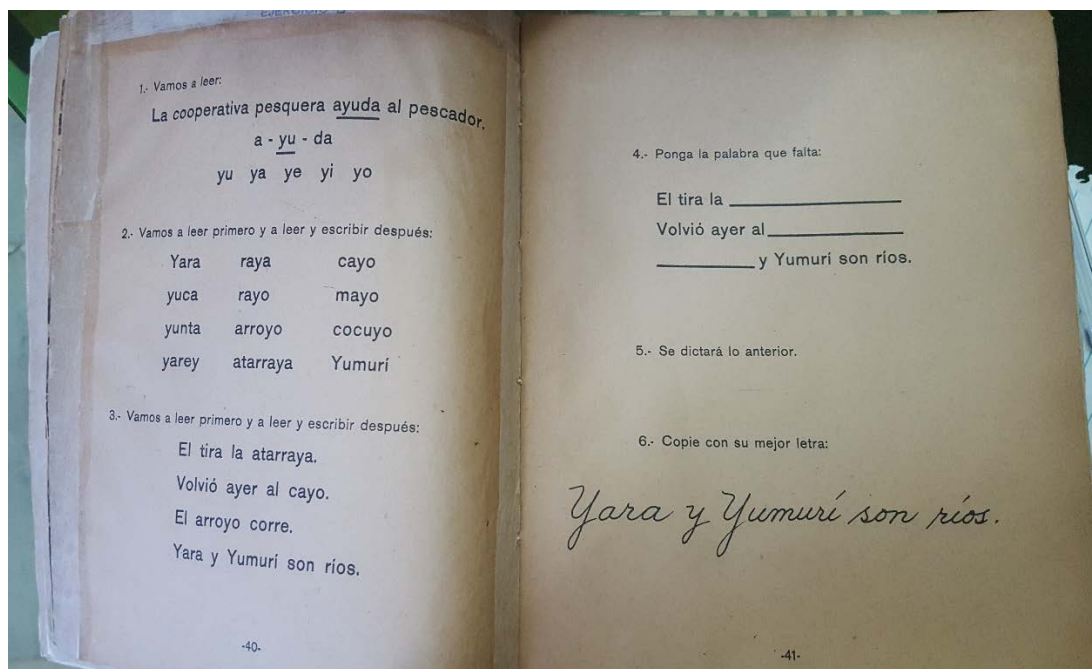 1.- Vamos a leer:
La cooperativa pesquera ayuda al pescador.
a - yu - da
yu ya ye yi yo
2.- Vamos a leer primero y a leer y escribir después:
Yara raya cayo
yuca rayo mayo
yunta arroyo cocuyo
yarey atarraya Yumurí
3.- Vamos a leer primero y a leer y escribir después:
El tira la atarraya.
Volvió ayer al cayo.
El arroyo corre.
Yara y Yumurí son ríos.
-40-
4.- Ponga la palabra que falta:
El tira la ____________
Volvió ayer al____________
____________y Yumurí son ríos.
5.- Se dictará lo anterior.
6.- Copie con su mejor letra:
Yara y Yumurí son ríos.
-41-